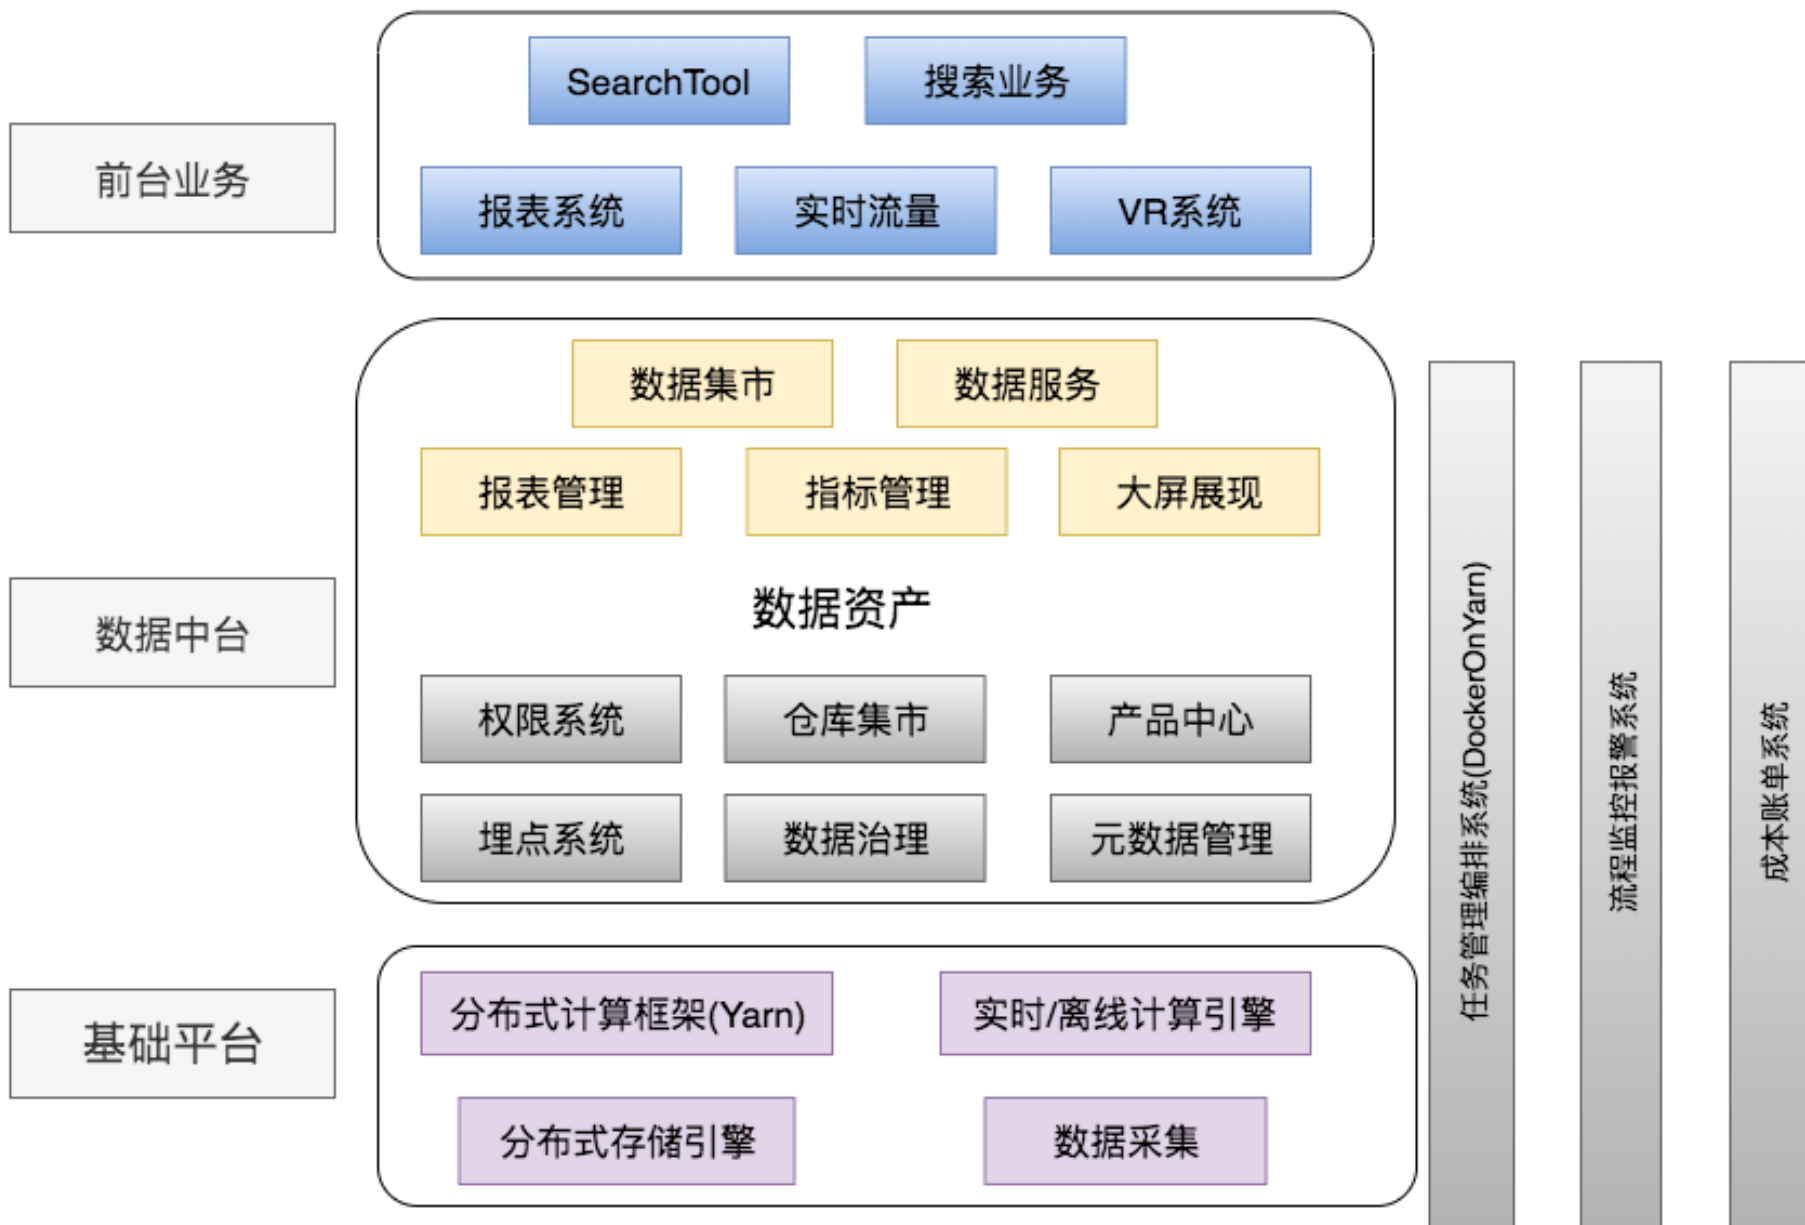 前台业务
SearchTool
搜索业务
报表系统
实时流量
VR系统
数据中台
数据集市
数据服务
报表管理
指标管理
大屏展现
数据资产
权限系统
仓库集市
产品中心
埋点系统
数据治理
元数据管理
基础平台
分布式计算框架(Yarn)
实时/离线计算引擎
分布式存储引擎
数据采集
任务管理编排系统(DockerOnYarn)
流程监控报警系统
成本账单系统